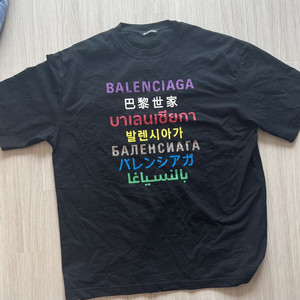 BALENCIAGA
巴黎世家
บาเลนเซียกา
발렌시아가
БАЛЕНСИАГА
バレンシアガ
بالنسياغا